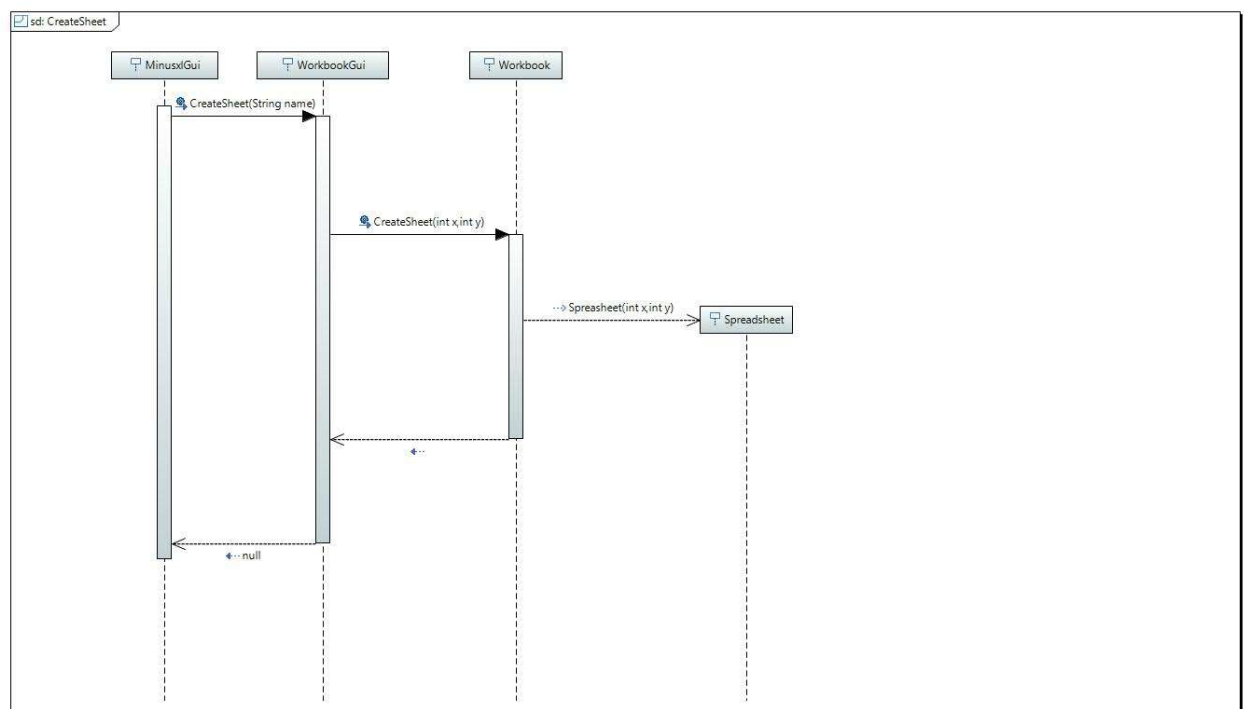 sd: CreateSheet
MinusxlGui
WorkbookGui
Workbook
CreateSheet(String name)
CreateSheet(int x,int y)
Spreasheet(int x,int y)
Spreadsheet
null